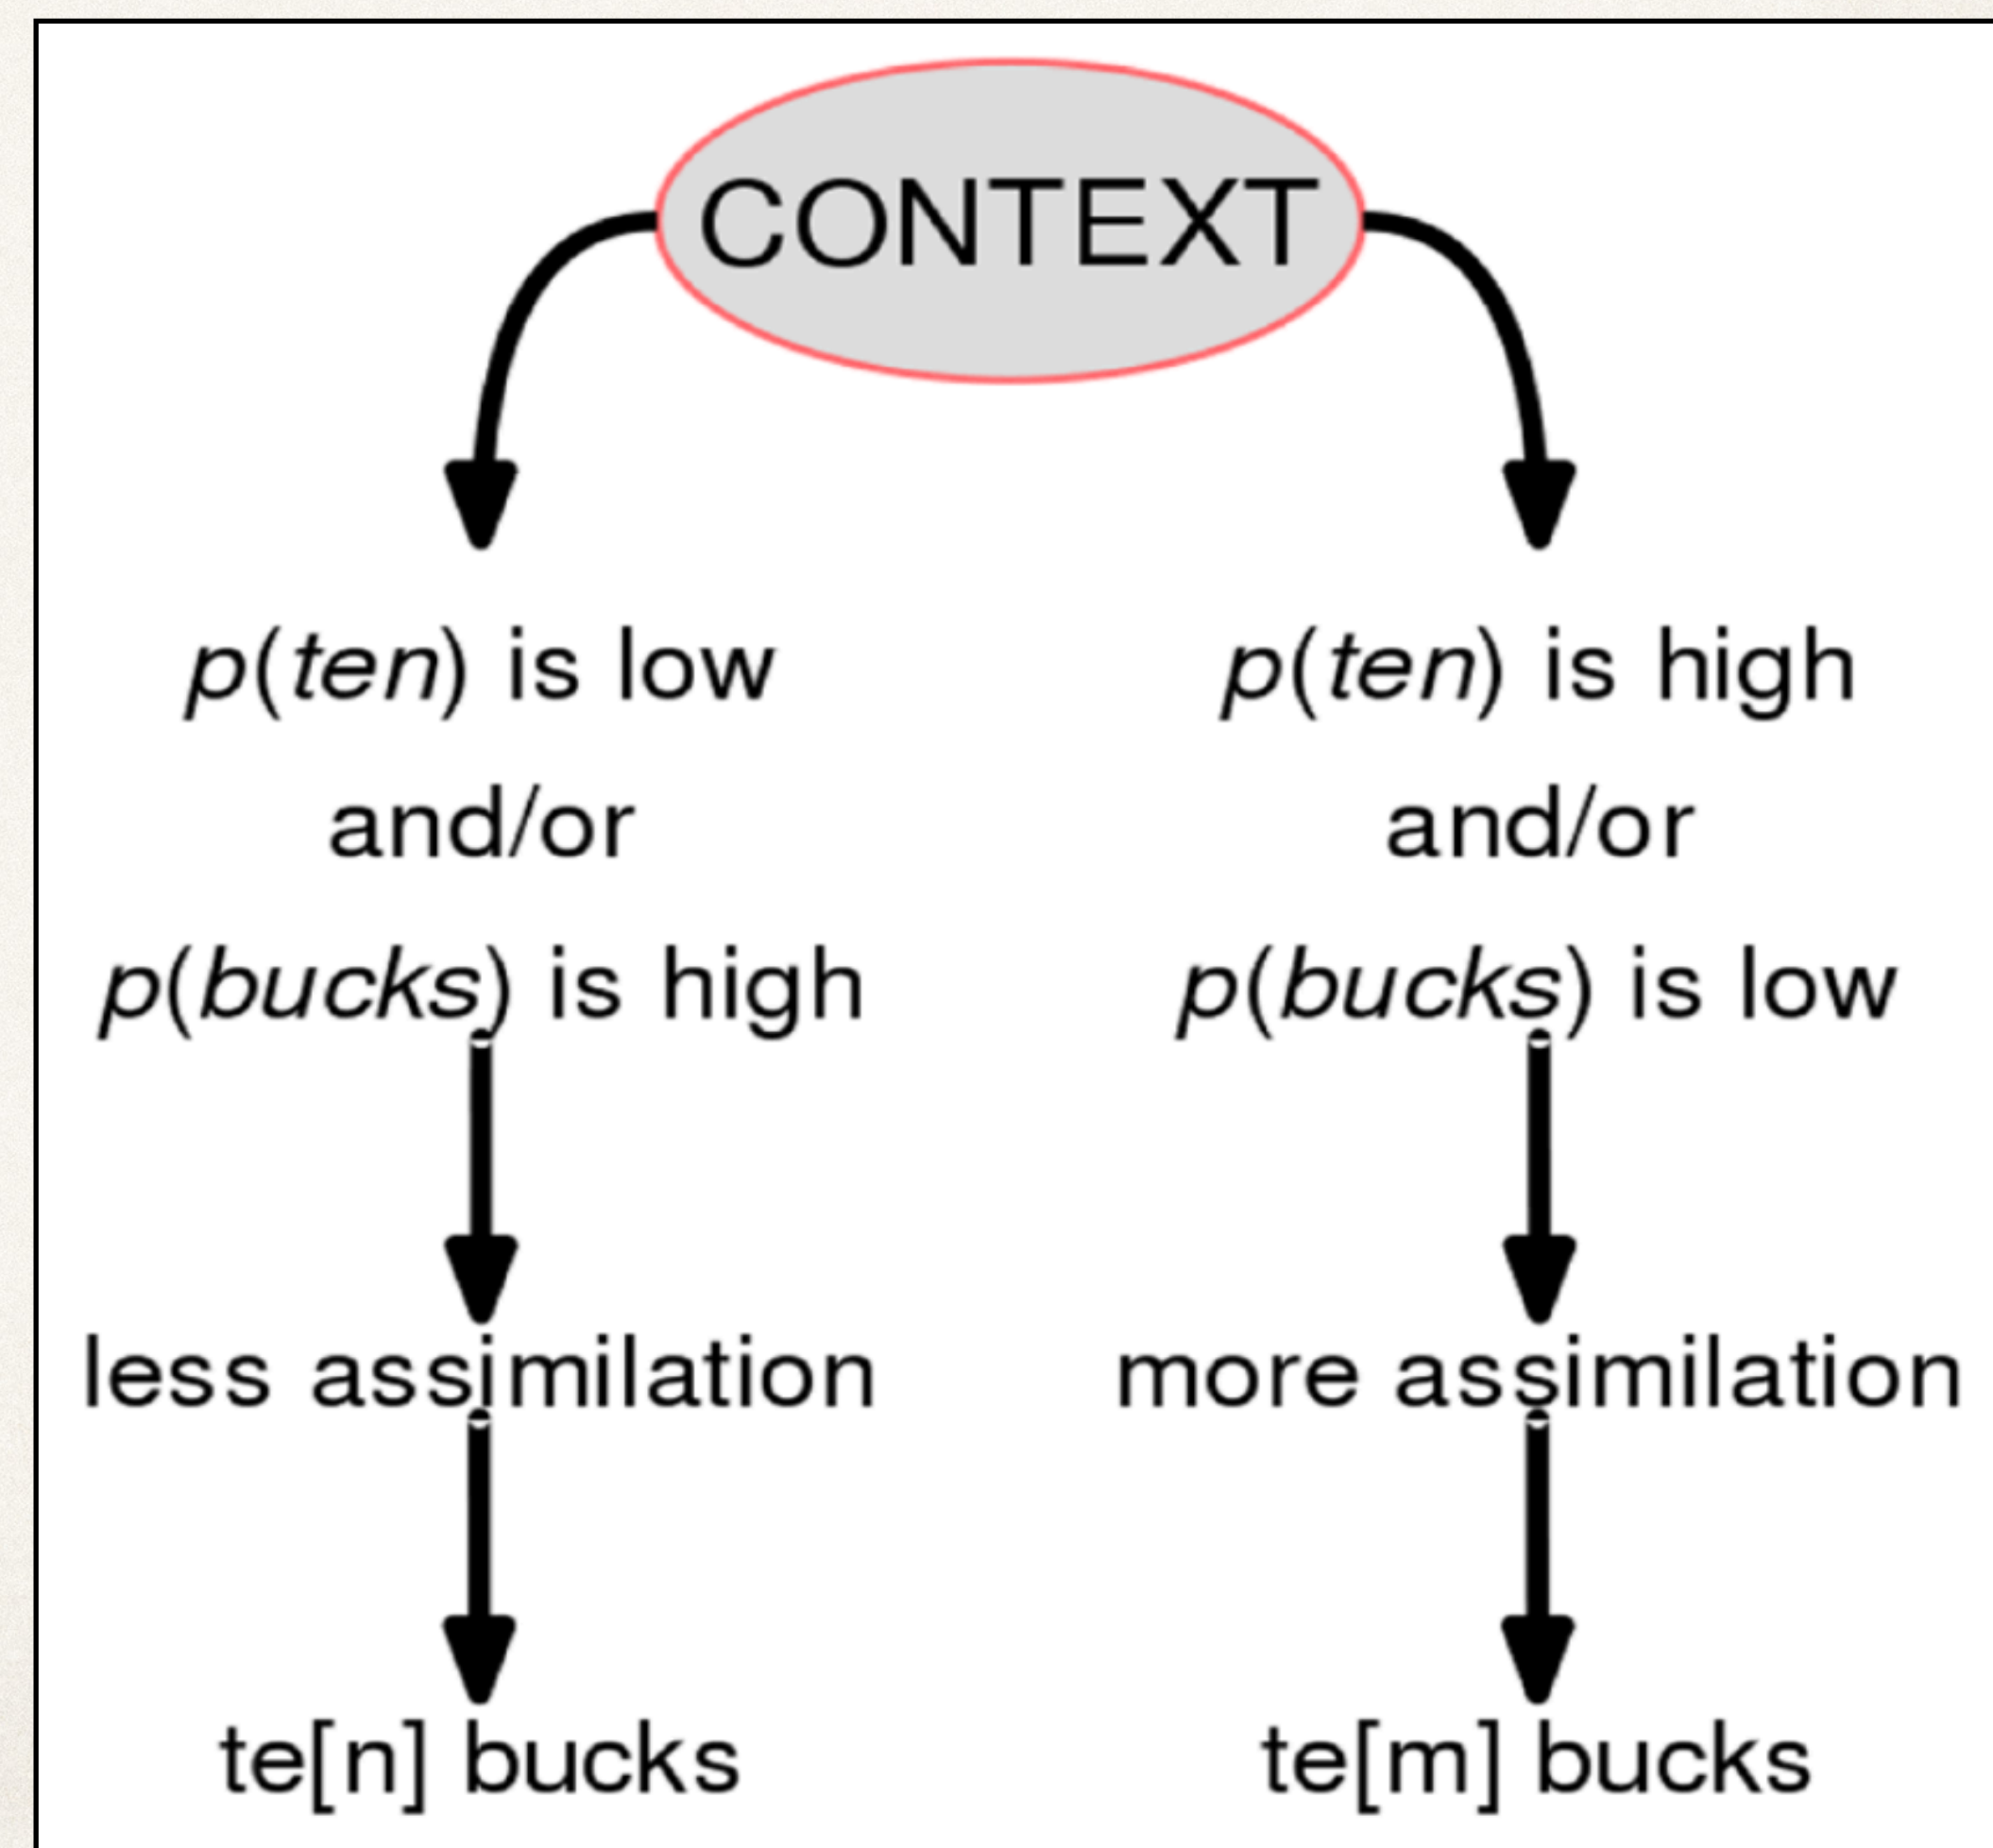 CONTEXT
p(ten) is low
and/or
p(bucks) is high
less assimilation
te[n] bucks
p(ten) is high
and/or
p(bucks) is low
more assimilation
te[m] bucks